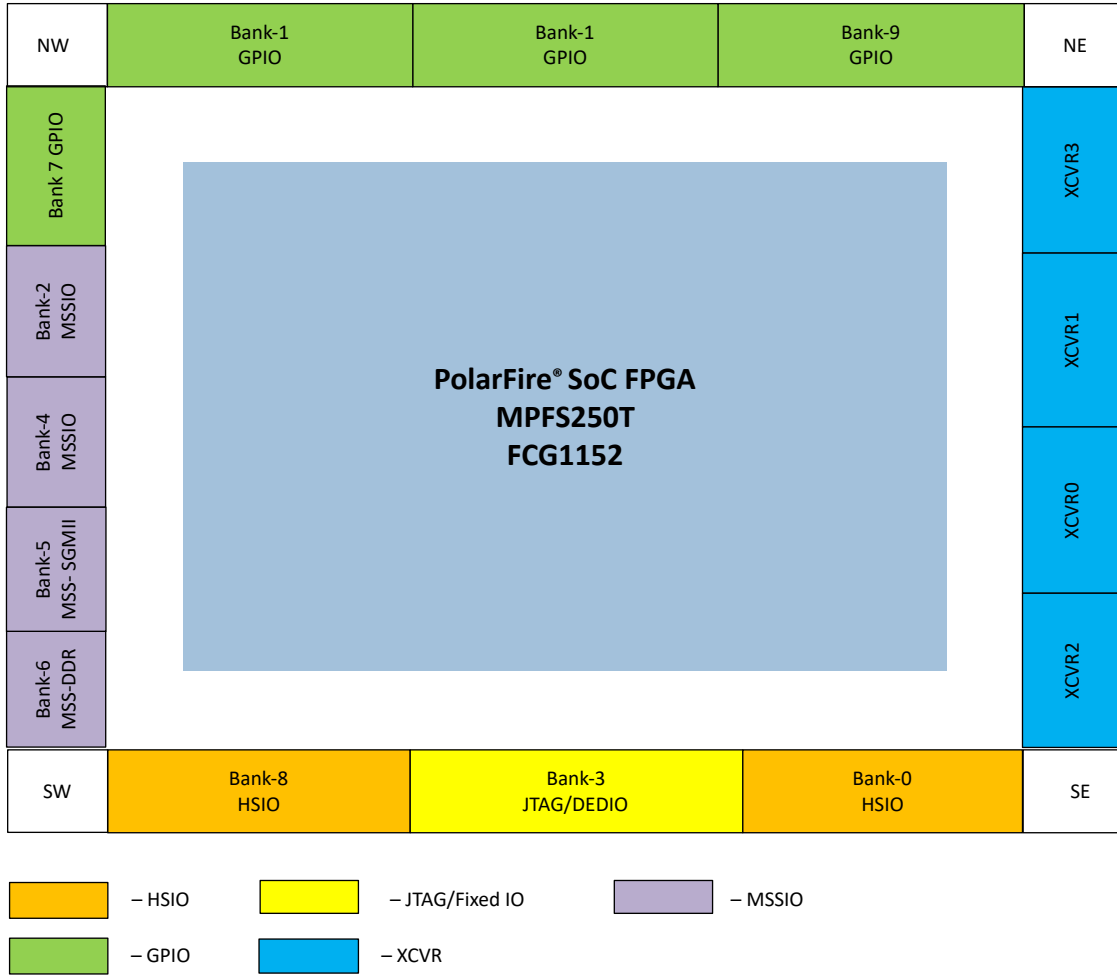 NW
Bank-1
GPIO
Bank-1
GPIO
Bank-9
GPIO
NE
Bank 7 GPIO
Bank-2
MSSIO
Bank-4
MSSIO
Bank-5
MSS- SGMII
Bank-6
MSS-DDR
PolarFire® SoC FPGA
MPFS250T
FCG1152
XCVR3
XCVR1
XCVR0
XCVR2
SW
Bank-8
HSIO
Bank-3
JTAG/DEDIO
Bank-0
HSIO
SE
– HSIO
– JTAG/Fixed IO
– MSSIO
– GPIO
– XCVR